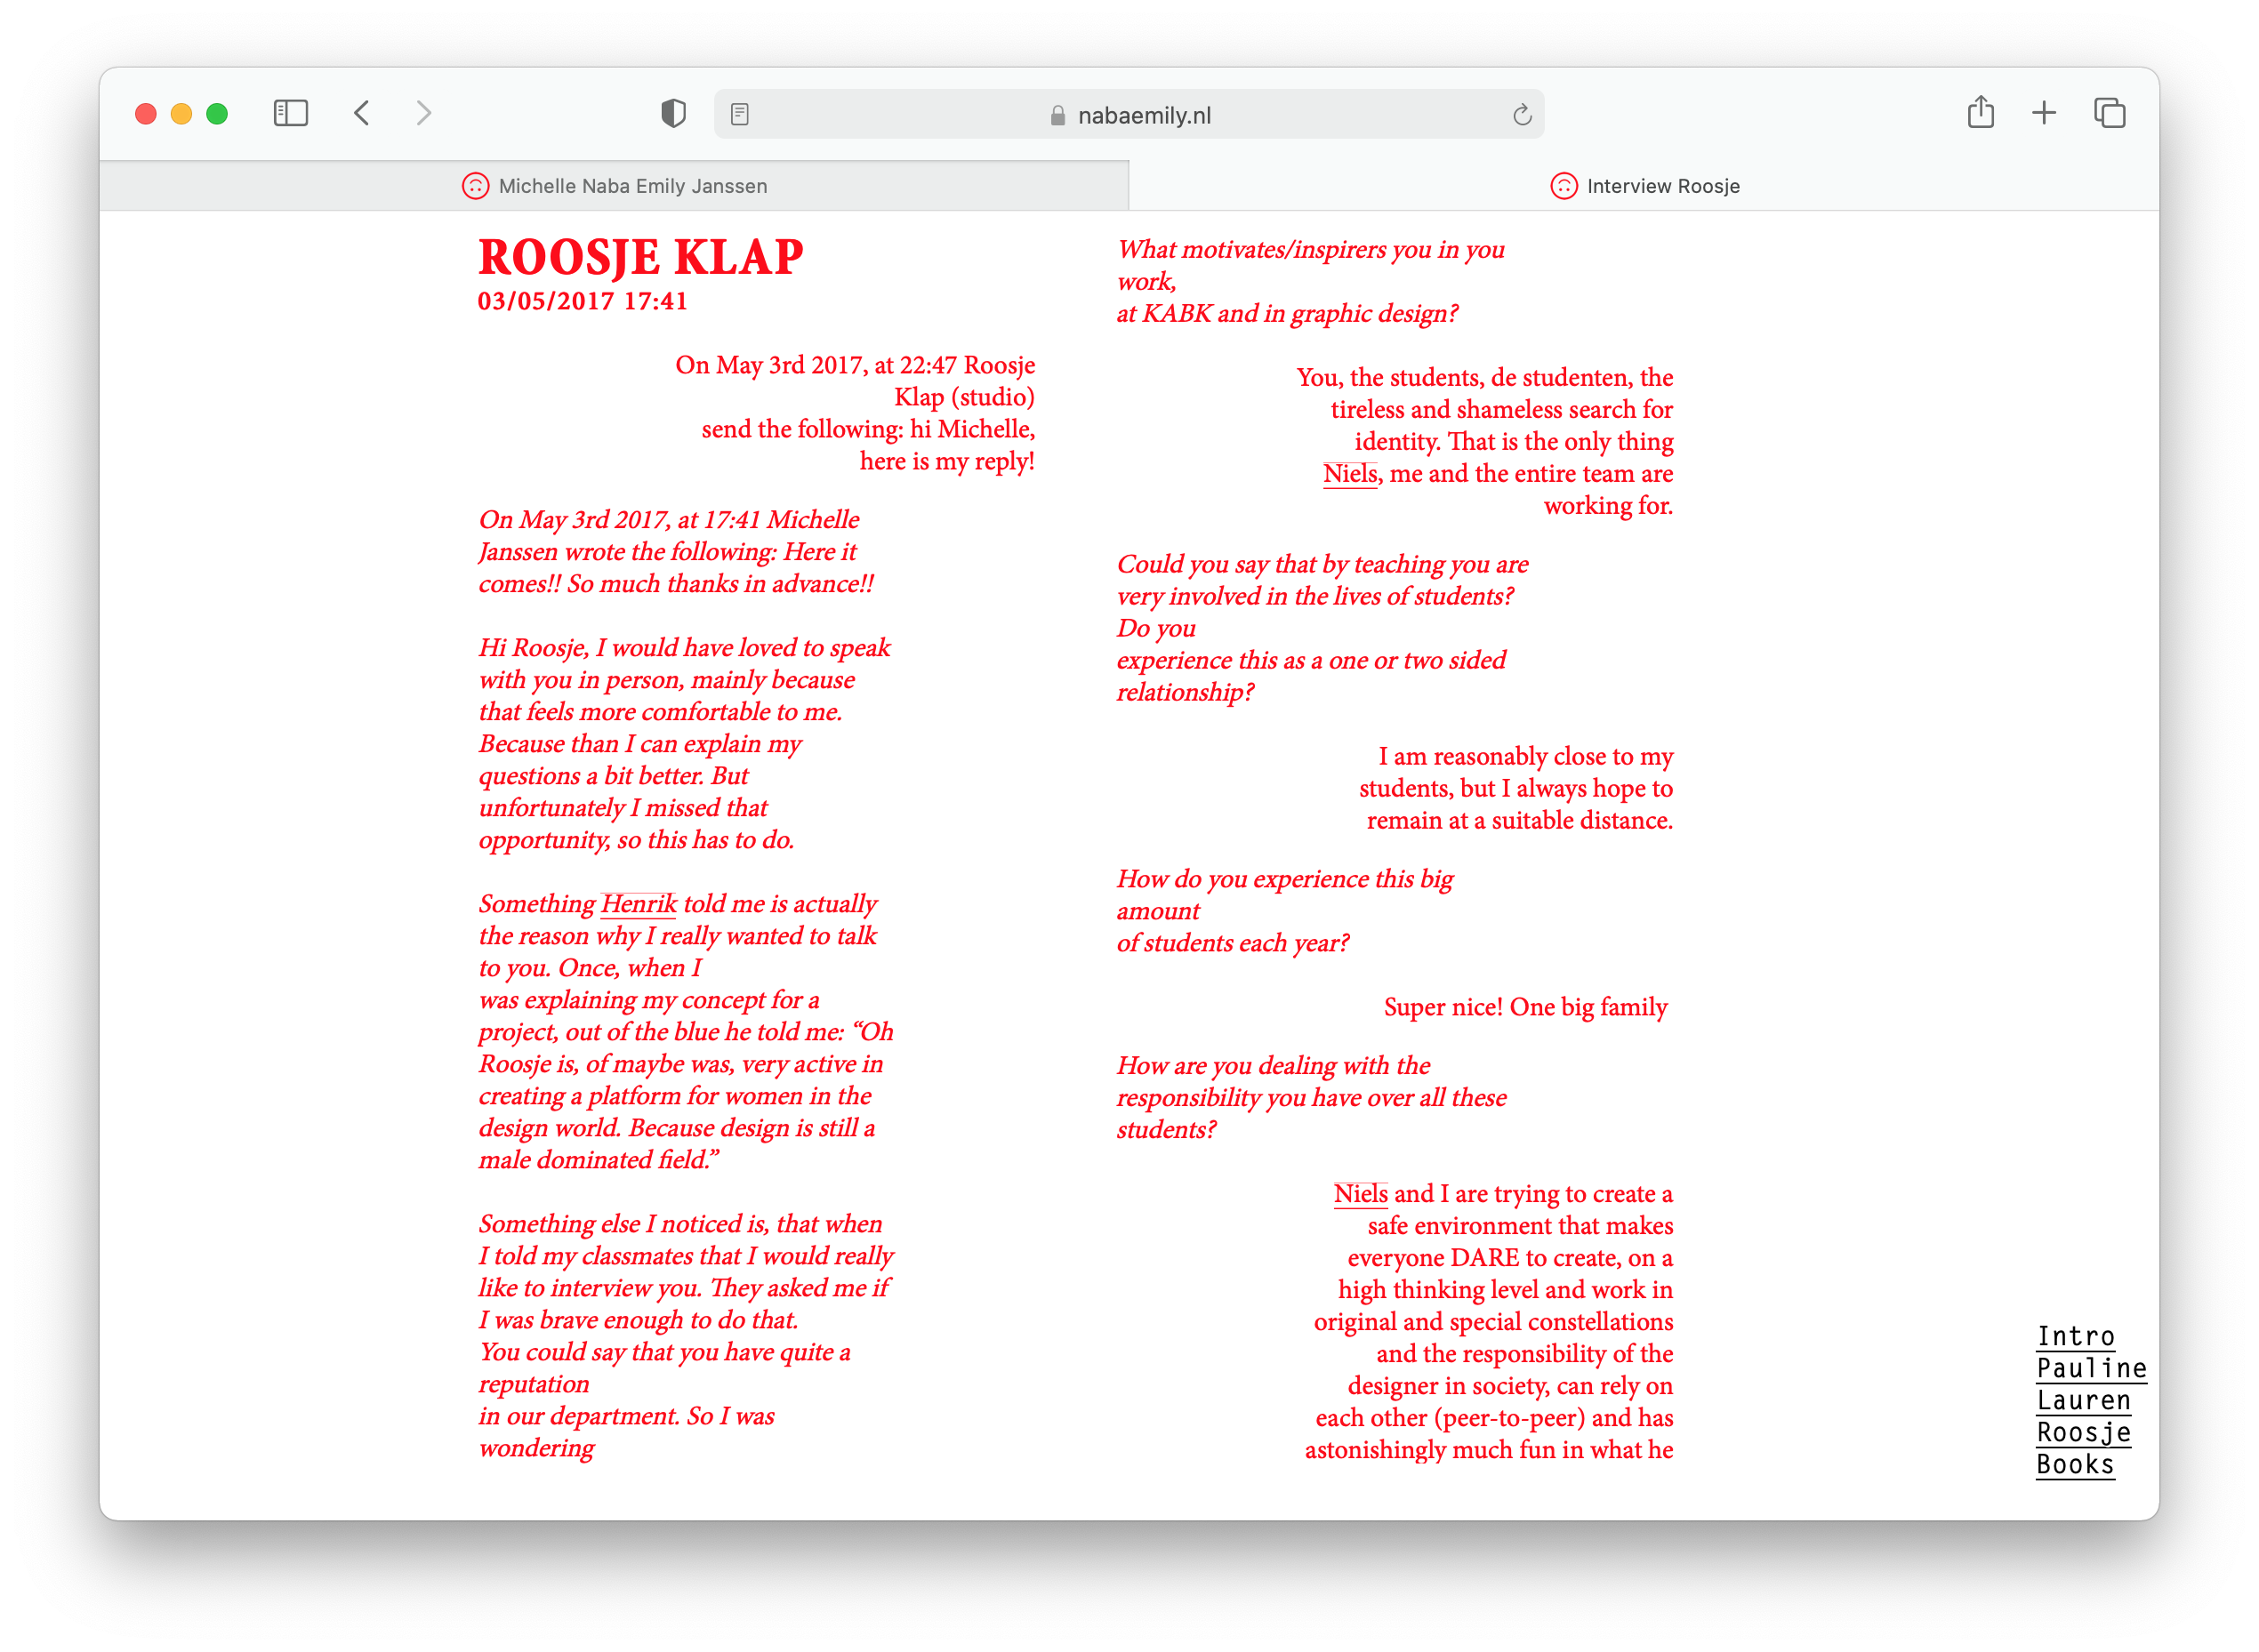 nabaemily.nl
Michelle Naba Emily Janssen
Interview Roosje
ROOSJE KLAP
03/05/2017 17:41
On May 3rd 2017, at 22:47 Roosje
Klap (studio)
send the following: hi Michelle,
here is my reply!
On May 3rd 2017, at 17:41 Michelle
Janssen wrote the following: Here it
comes!! So much thanks in advance!!
Hi Roosje, I would have loved to speak
with you in person, mainly because
that feels more comfortable to me.
Because than I can explain my
questions a bit better. But
unfortunately I missed that
opportunity, so this has to do.
Something Henrik told me is actually
the reason why I really wanted to talk
to you. Once, when I
was explaining my concept for a
project, out of the blue he told me: “Oh
Roosje is, of maybe was, very active in
creating a platform for women in the
design world. Because design is still a
male dominated field.”
Something else I noticed is, that when
I told my classmates that I would really
like to interview you. They asked me if
I was brave enough to do that.
You could say that you have quite a
reputation
in our department. So I was
wondering
What motivates/inspirers you in you
work,
at KABK and in graphic design?
You, the students, de studenten, the
tireless and shameless search for
identity. That is the only thing
Niels, me and the entire team are
working for.
Could you say that by teaching you are
very involved in the lives of students?
Do you
experience this as a one or two sided
relationship?
I am reasonably close to my
students, but I always hope to
remain at a suitable distance.
How do you experience this big
amount
of students each year?
Super nice! One big family
How are you dealing with the
responsibility you have over all these
students?
Niels and I are trying to create a
safe environment that makes
everyone DARE to create, on a
high thinking level and work in
original and special constellations
and the responsibility of the
designer in society, can rely on
each other (peer-to-peer) and has
astonishingly much fun in what he
Intro
Pauline
Lauren
Roosje
Books